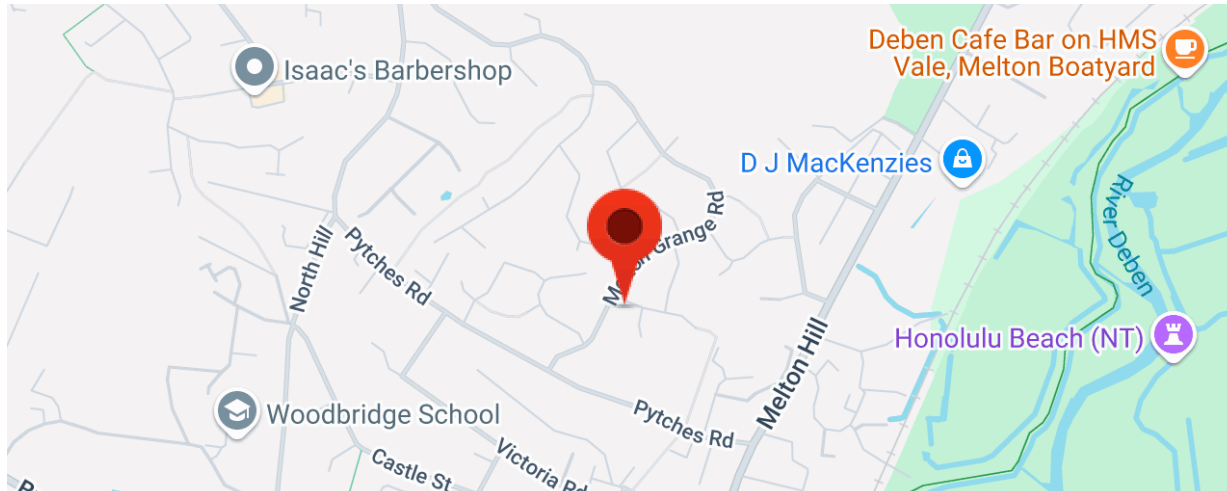 Deben Cafe Bar on HMS
Vale, Melton Boatyard
Isaac's Barbershop
D J MacKenzies
River Deben
Grange Rd
North Hill
Pytches Rd
Honolulu Beach (NT)
Melton Hill
Woodbridge School
Pytches Rd
Victoria Rd
Castle St